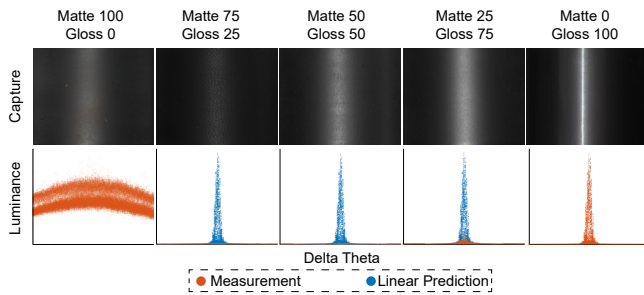 Matte 100 Matte 75 Matte 50 Matte 25 Matte 0
Gloss 0 Gloss 25 Gloss 50 Gloss 75 Gloss 100
Capture
Luminance
Delta Theta
Measurement Linear Prediction